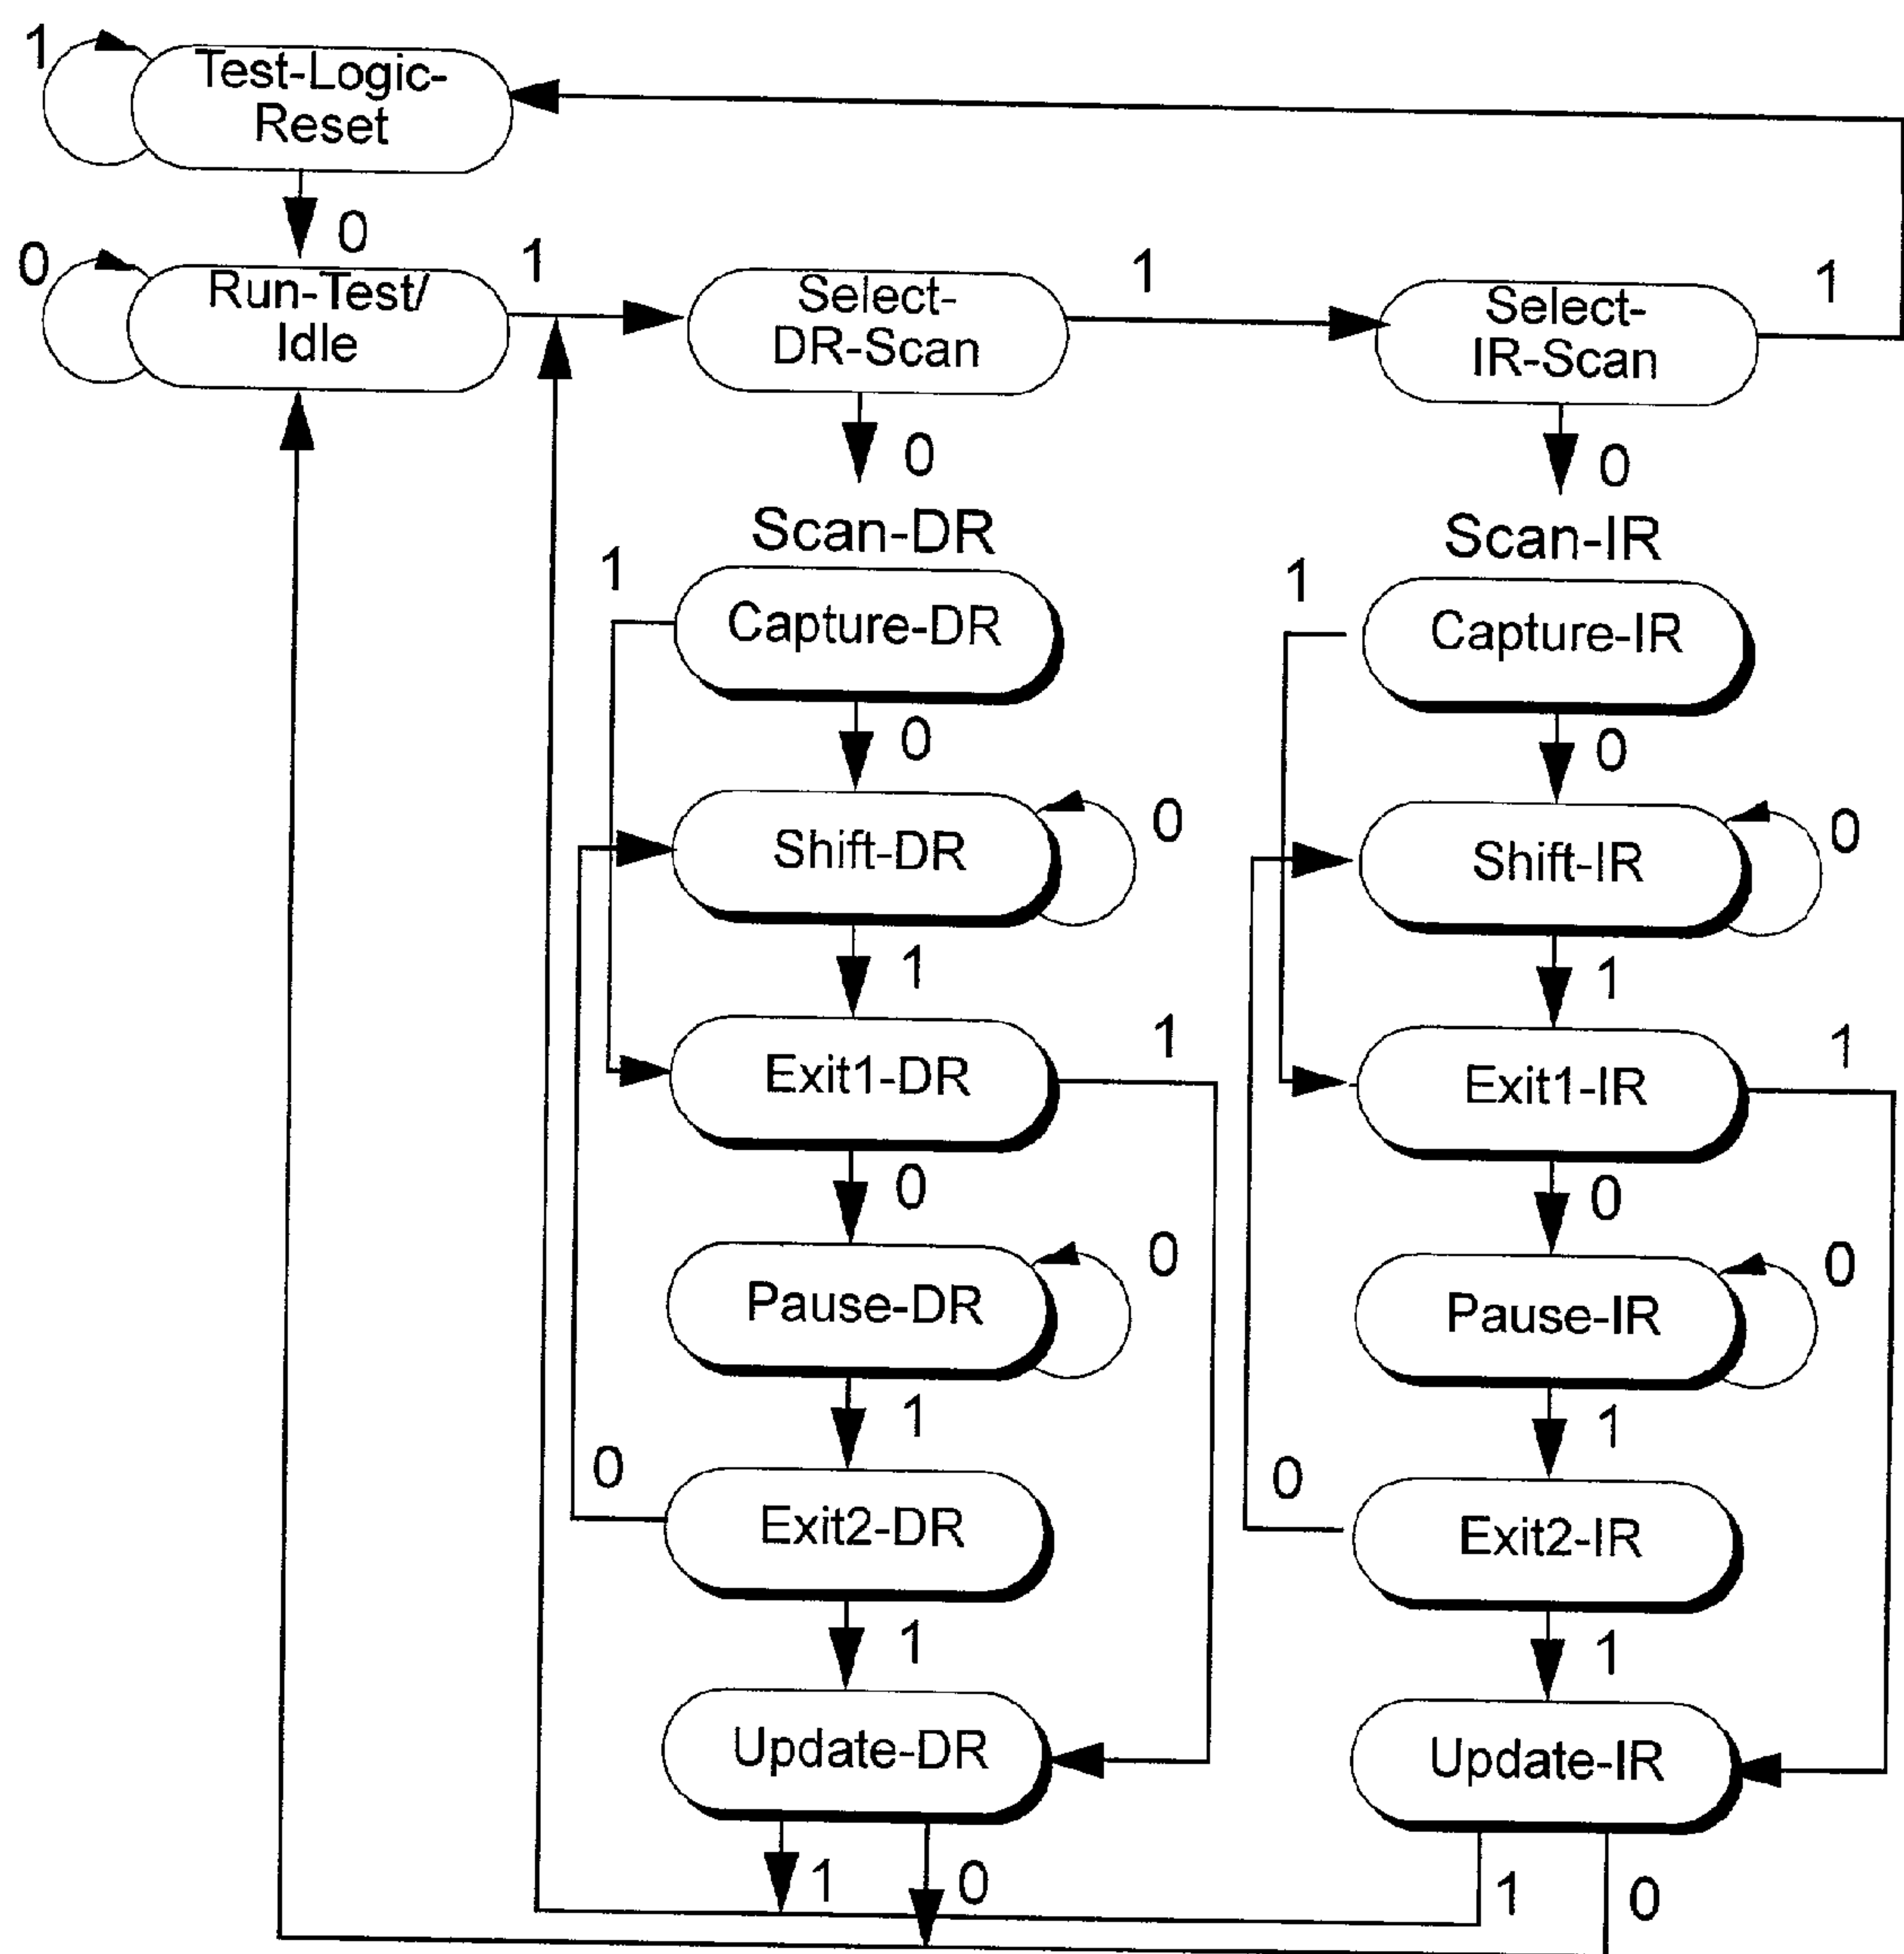 1
Test-Logic-
Reset
0
0
Run-Test/
Idle
1
Select-
DR-Scan
1
Select-
IR-Scan
1
0
0
Scan-DR
Scan-IR
1
Capture-DR
1
Capture-IR
0
0
Shift-DR
0
Shift-IR
0
1
1
Exit1-DR
1
Exit1-IR
1
0
0
Pause-DR
0
Pause-IR
0
1
1
0
Exit2-DR
0
Exit2-IR
1
1
Update-DR
Update-IR
1
0
1
0